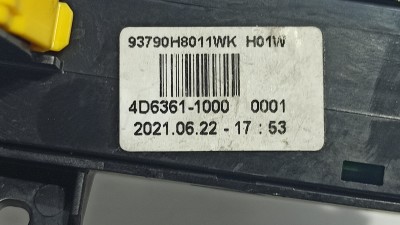 93790H8011WK H01W
4D6361-1000 0001
2021.06.22 - 17 : 53